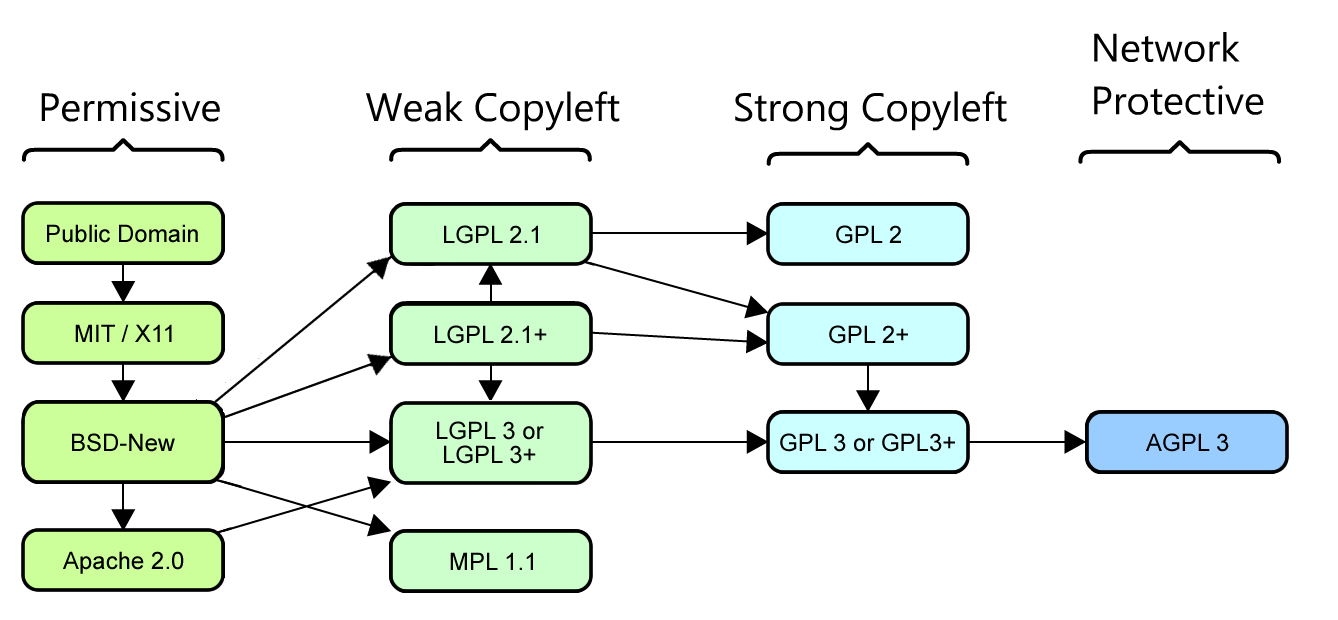 Permissive
Weak Copyleft
Strong Copyleft
Network
Protective
Public Domain
LGPL 2.1
GPL 2
MIT / X11
LGPL 2.1+
GPL 2+
BSD-New
LGPL 3 or
LGPL 3+
GPL 3 or GPL3+
AGPL 3
Apache 2.0
MPL 1.1